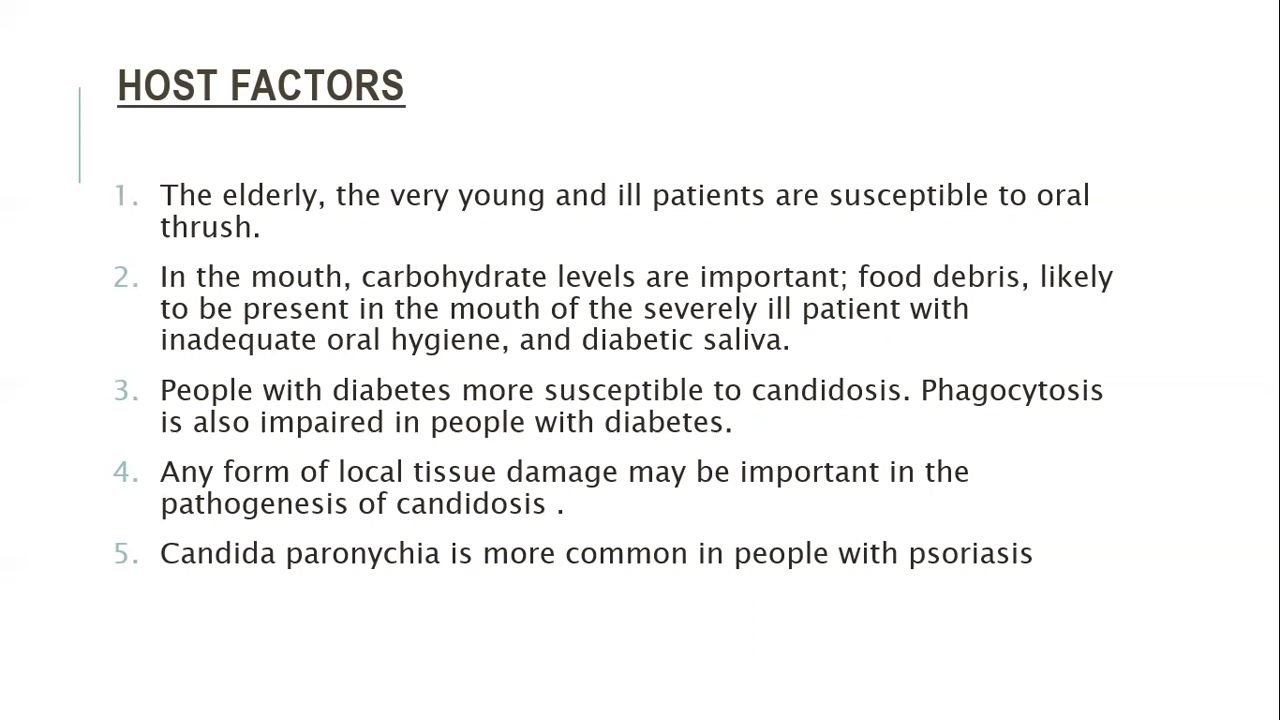 HOST FACTORS
1. The elderly, the very young and ill patients are susceptible to oral
thrush.
2. In the mouth, carbohydrate levels are important; food debris, likely
to be present in the mouth of the severely ill patient with
inadequate oral hygiene, and diabetic saliva.
3. People with diabetes more susceptible to candidosis. Phagocytosis
is also impaired in people with diabetes.
4. Any form of local tissue damage may be important in the
pathogenesis of candidosis .
5. Candida paronychia is more common in people with psoriasis